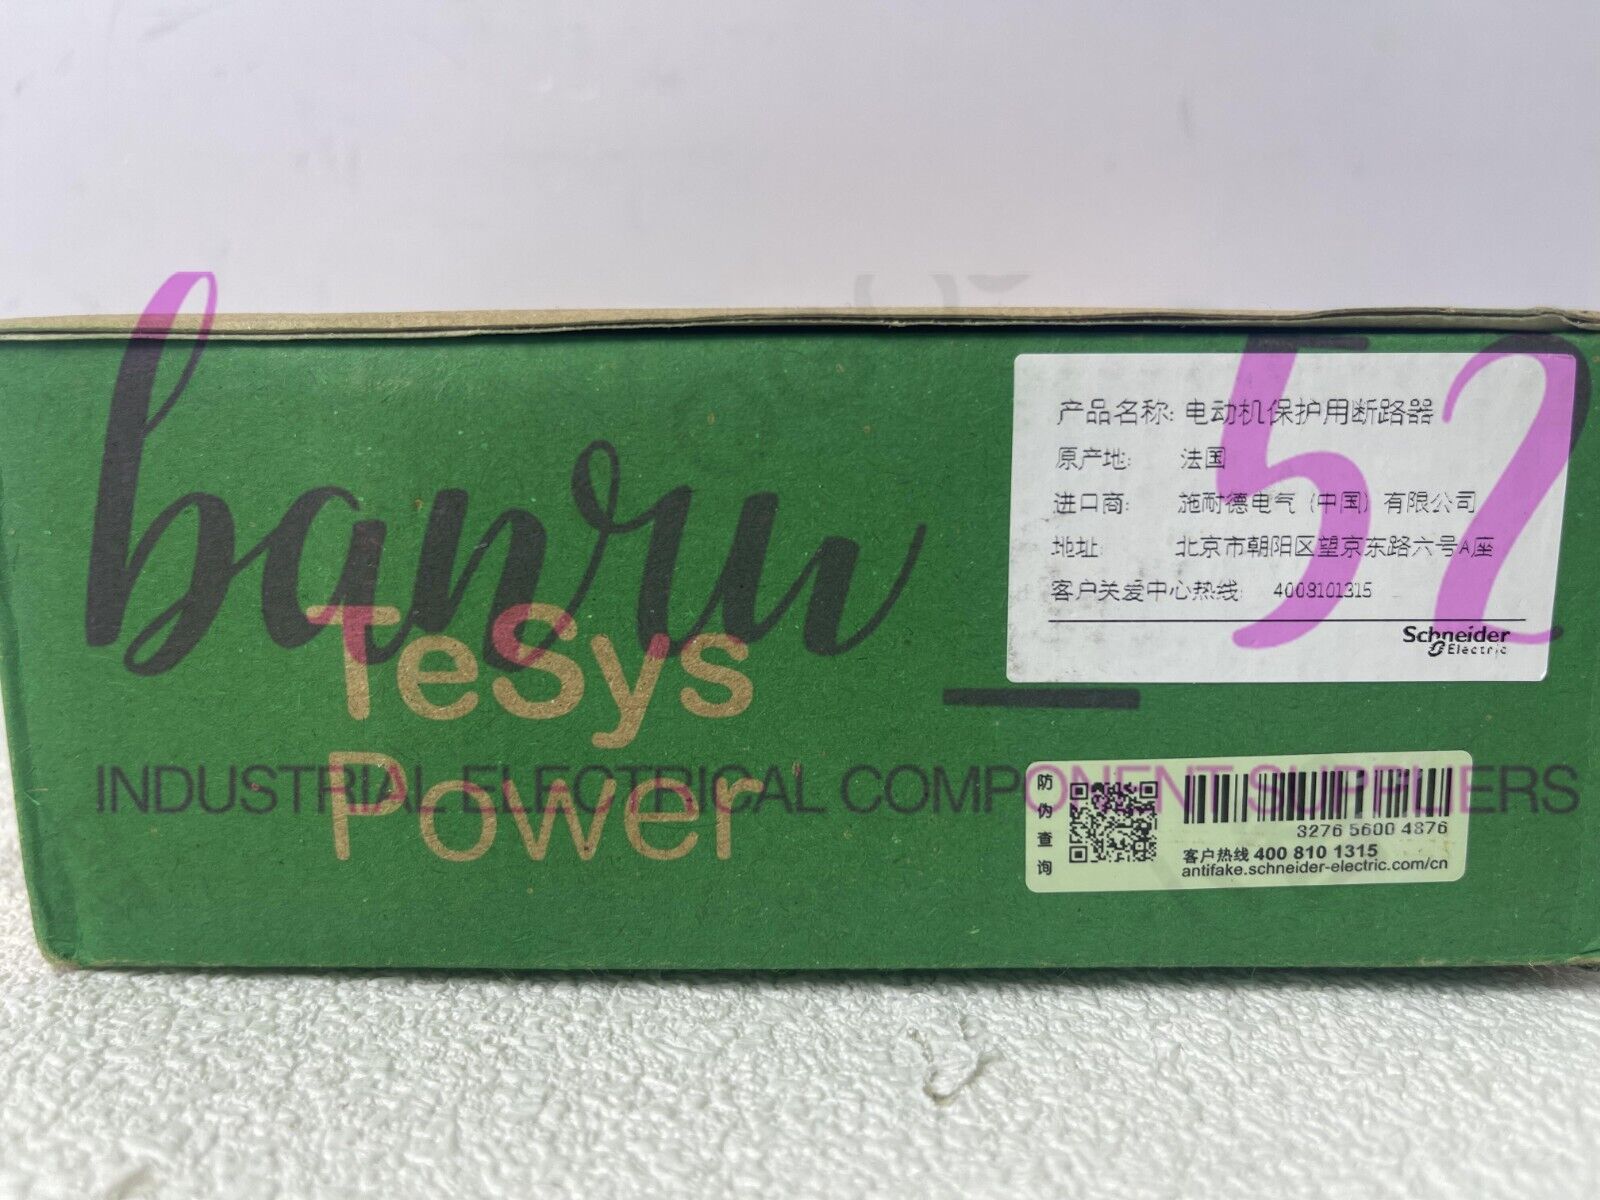 banru_52
INDUSTRIAL ELECTRICAL COMPONENT SUPPLIERS
TeSys
Power
产品名称: 电动机保护用断路器
原产地: 法国
进口商: 施耐德电气（中国）有限公司
地址: 北京市朝阳区望京东路六号A座
客户关爱中心热线: 4008101315
Schneider
Electric
防伪查询
3276 5600 4876
客户热线 400 810 1315
antifake.schneider-electric.com/cn